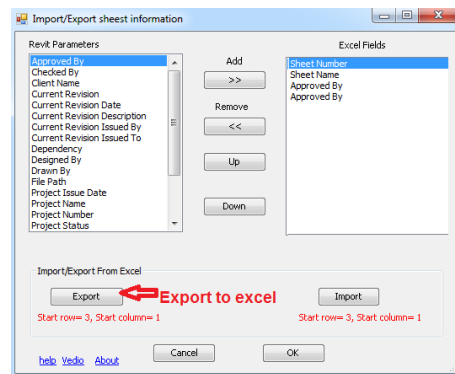 Import/Export sheest information
Revit Parameters
Approved By
Checked By
Client Name
Current Revision
Current Revision Date
Current Revision Description
Current Revision Issued By
Current Revision Issued To
Dependency
Designed By
Drawn By
File Path
Project Issue Date
Project Name
Project Number
Project Status
Add
>>
Remove
<<
Up
Down
Excel Fields
Sheet Number
Sheet Name
Approved By
Approved By
Import/Export From Excel
Export
Export to excel
Import
Start row= 3, Start column= 1
Start row= 3, Start column= 1
help Vedio About
Cancel
OK